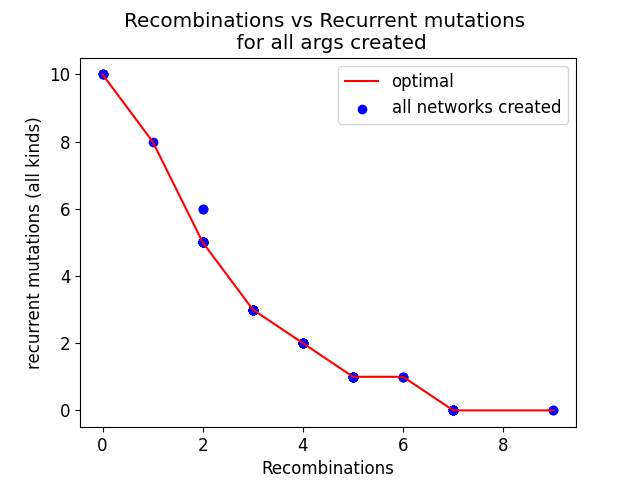 Recombinations vs Recurrent mutations
for all args created
optimal
all networks created
recurrent mutations (all kinds)
10
8
6
4
2
0
0 2 4 6 8
Recombinations